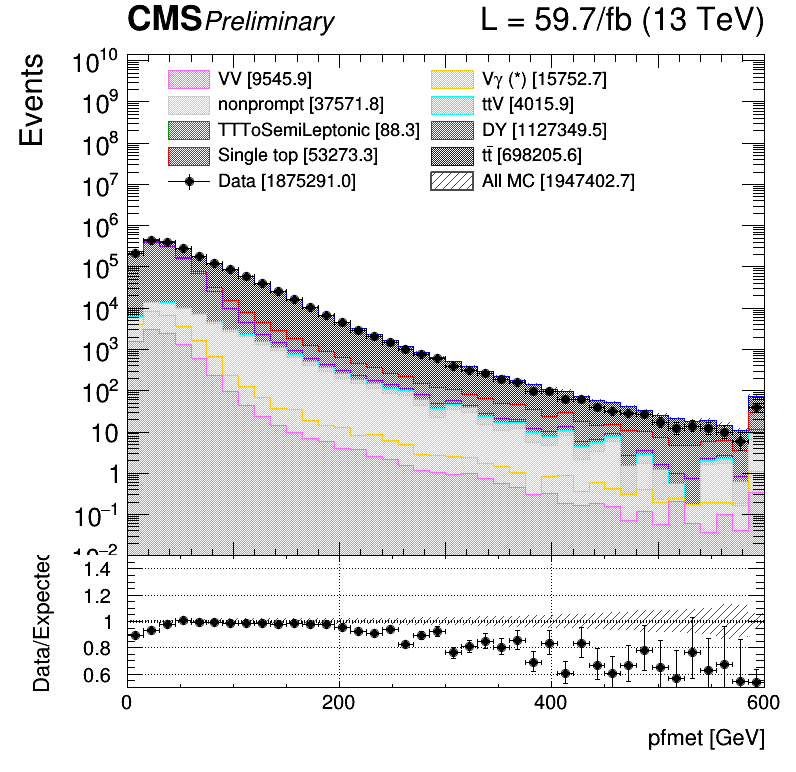 CMS Preliminary L = 59.7/fb (13 TeV)
Events
10^10
10^9
10^8
10^7
10^6
10^5
10^4
10^3
10^2
10
1
10^−1
10^−2
VV [9545.9] Vγ (*) [15752.7]
nonprompt [37571.8] ttV [4015.9]
TTToSemiLeptonic [88.3] DY [1127349.5]
Single top [53273.3] tt̄ [698205.6]
Data [1875291.0] All MC [1947402.7]
Data/Expected
1.4
1.2
1
0.8
0.6
0 200 400 600
pfmet [GeV]